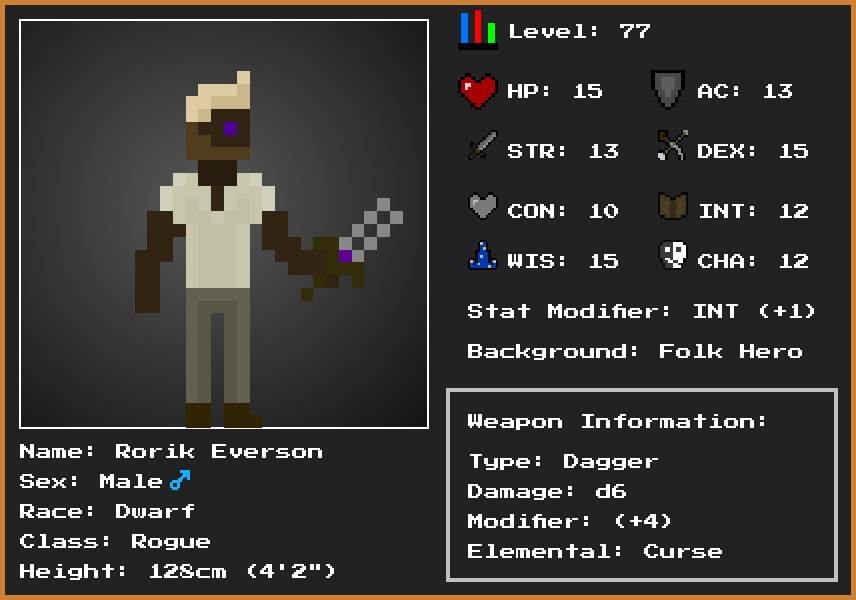 Level: 77
HP: 15
AC: 13
STR: 13
DEX: 15
CON: 10
INT: 12
WIS: 15
CHA: 12
Stat Modifier: INT (+1)
Background: Folk Hero
Weapon Information:
Type: Dagger
Damage: d6
Modifier: (+4)
Elemental: Curse
Name: Rorik Everson
Sex: Male♂
Race: Dwarf
Class: Rogue
Height: 128cm (4'2")